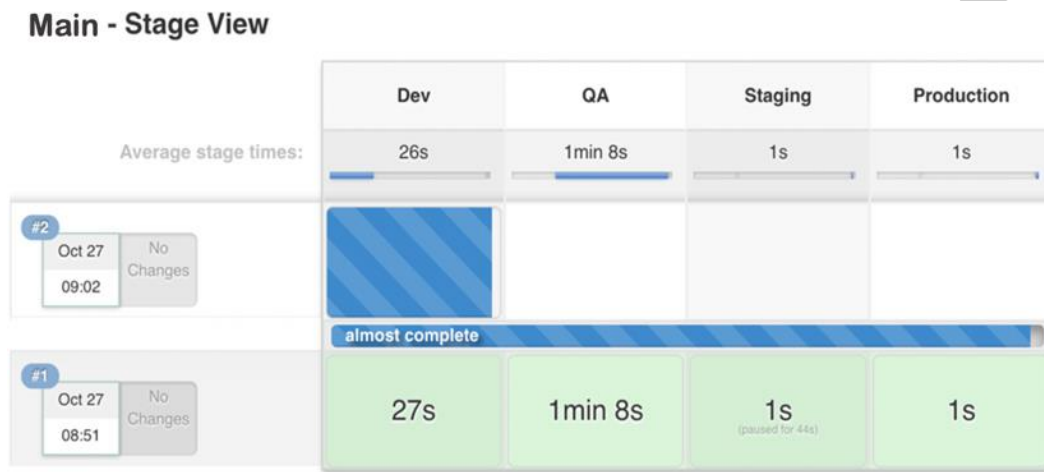 Main - Stage View
Dev QA Staging Production
Average stage times: 26s 1min 8s 1s 1s
#2
Oct 27 No
Changes
09:02
almost complete
#1
Oct 27 No
Changes
08:51
27s 1min 8s 1s 1s
(paused for 44s)